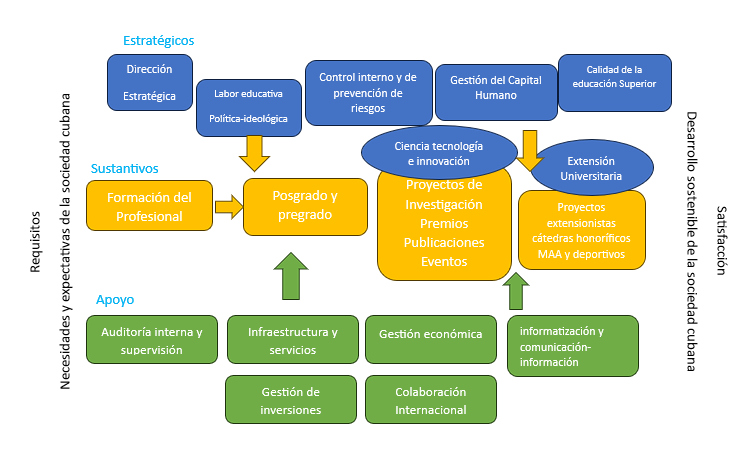 Estratégicos
Dirección
Estratégica
Labor educativa
Política-ideológica
Control interno y de
prevención de
riesgos
Gestión del Capital
Humano
Calidad de la
educación Superior
Ciencia tecnología
e innovación
Extensión
Universitaria
Sustantivos
Formación del
Profesional
Posgrado y
pregrado
Proyectos de
Investigación
Premios
Publicaciones
Eventos
Proyectos
extensionistas
cátedras honoríficos
MAA y deportivos
Apoyo
Auditoría interna y
supervisión
Infraestructura y
servicios
Gestión económica
informatización y
comunicación-
información
Gestión de
inversiones
Colaboración
Internacional
Requisitos
Necesidades y expectativas de la sociedad cubana
Desarrollo sostenible de la sociedad cubana
Satisfacción